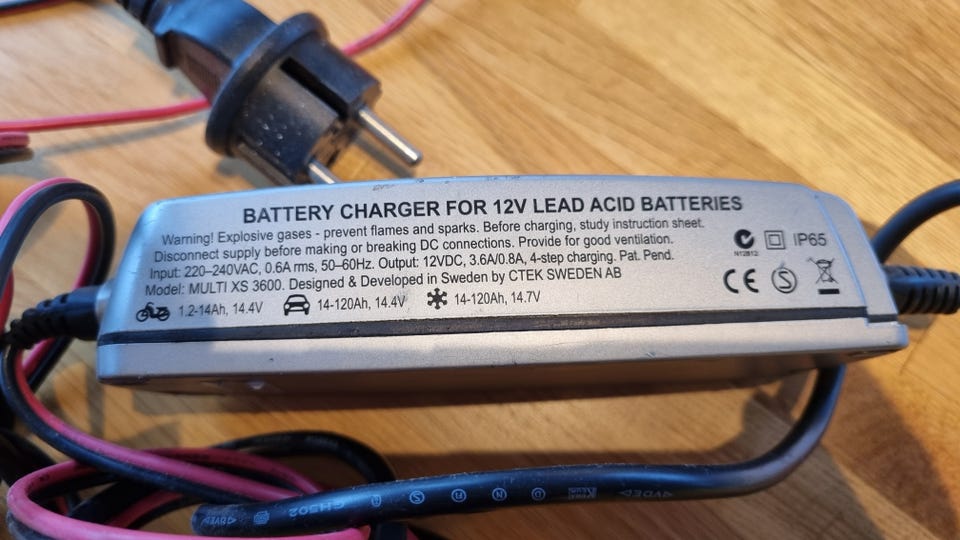 BATTERY CHARGER FOR 12V LEAD ACID BATTERIES
Warning! Explosive gases - prevent flames and sparks. Before charging, study instruction sheet.
Disconnect supply before making or breaking DC connections. Provide for good ventilation.
Input: 220–240VAC, 0.6A rms, 50–60Hz. Output: 12VDC, 3.6A/0.8A, 4-step charging. Pat. Pend.
Model: MULTI XS 3600. Designed & Developed in Sweden by CTEK SWEDEN AB
1.2-14Ah, 14.4V
14-120Ah, 14.4V
14-120Ah, 14.7V
N12812
IP65
CE
S
VDE